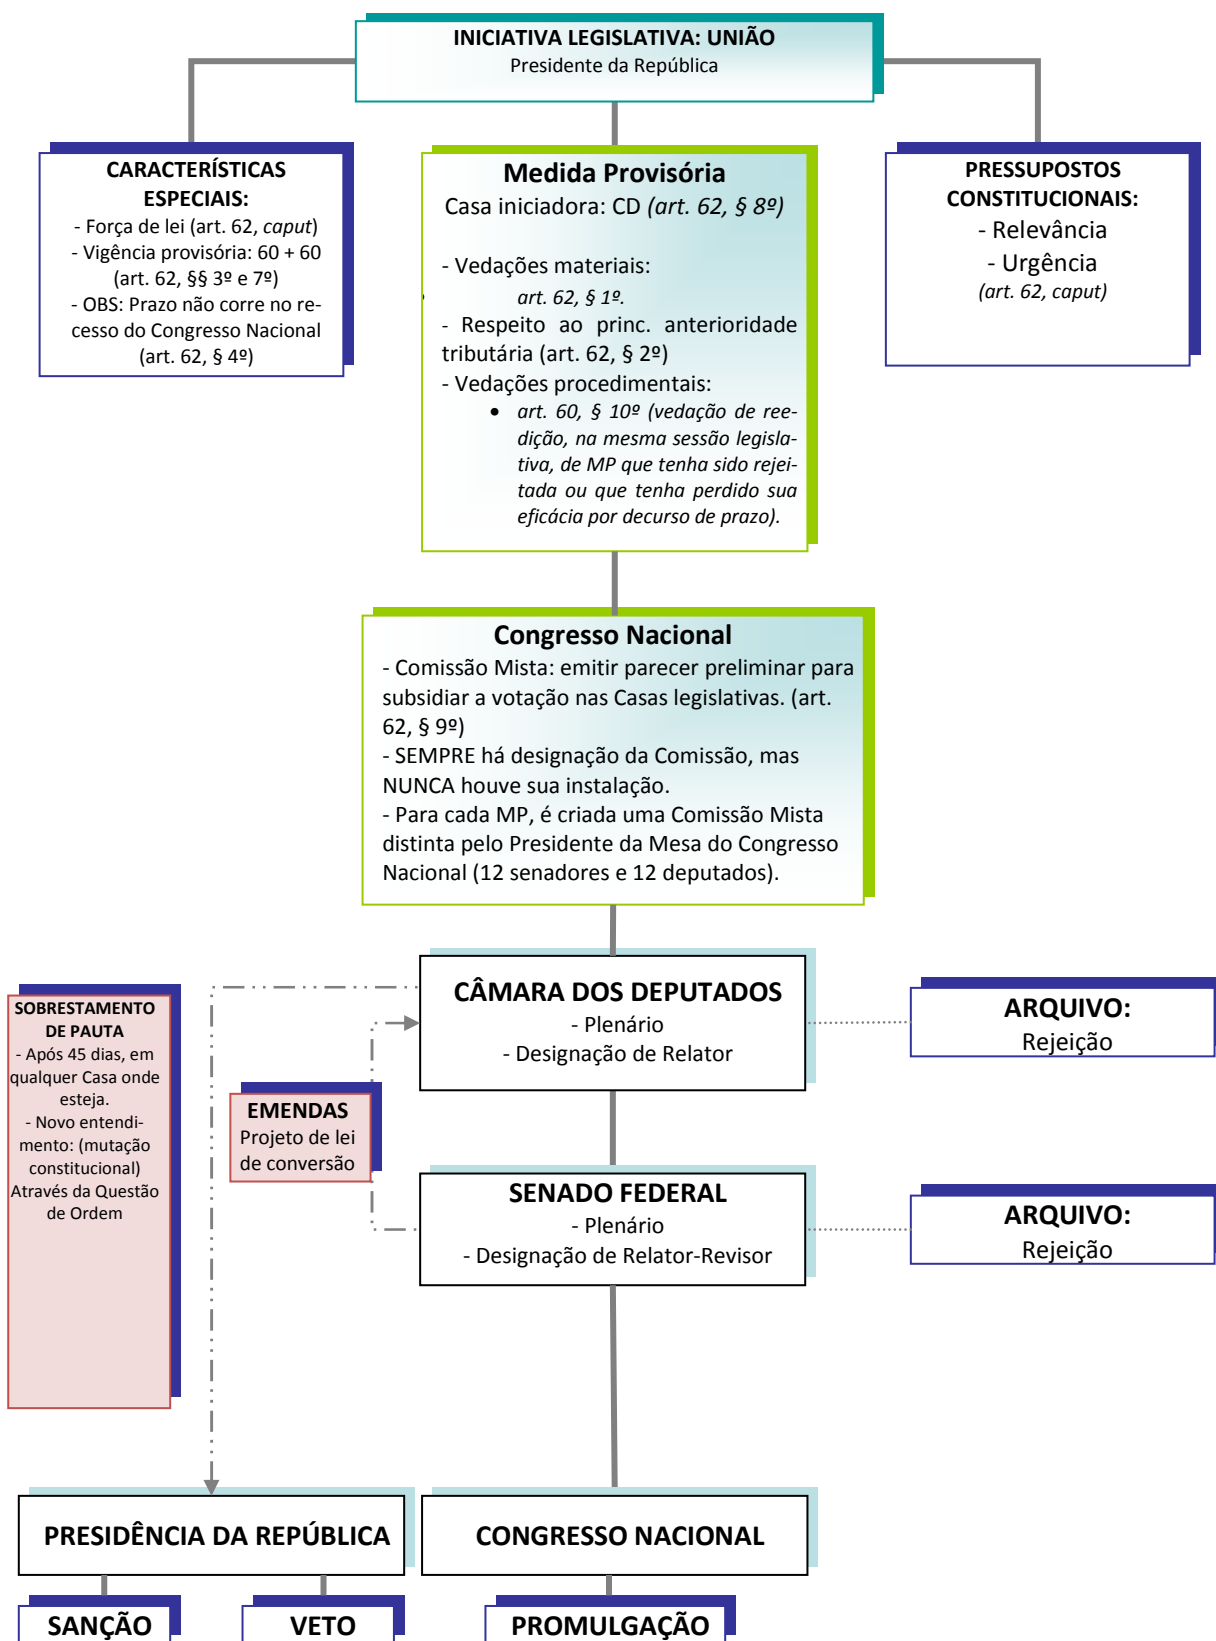 INICIATIVA LEGISLATIVA: UNIÃO
Presidente da República
CARACTERÍSTICAS
ESPECIAIS:
- Força de lei (art. 62, caput)
- Vigência provisória: 60 + 60
(art. 62, §§ 3º e 7º)
- OBS: Prazo não corre no re-
cesso do Congresso Nacional
(art. 62, § 4º)
Medida Provisória
Casa iniciadora: CD (art. 62, § 8º)
- Vedações materiais:
• art. 62, § 1º.
- Respeito ao princ. anterioridade
tributária (art. 62, § 2º)
- Vedações procedimentais:
• art. 60, § 10º (vedação de ree-
dição, na mesma sessão legisla-
tiva, de MP que tenha sido rejei-
tada ou que tenha perdido sua
eficácia por decurso de prazo).
PRESSUPOSTOS
CONSTITUCIONAIS:
- Relevância
- Urgência
(art. 62, caput)
Congresso Nacional
- Comissão Mista: emitir parecer preliminar para
subsidiar a votação nas Casas legislativas. (art.
62, § 9º)
- SEMPRE há designação da Comissão, mas
NUNCA houve sua instalação.
- Para cada MP, é criada uma Comissão Mista
distinta pelo Presidente da Mesa do Congresso
Nacional (12 senadores e 12 deputados).
SOBRESTAMENTO
DE PAUTA
- Após 45 dias, em
qualquer Casa onde
esteja.
- Novo entendi-
mento: (mutação
constitucional)
Através da Questão
de Ordem
CÂMARA DOS DEPUTADOS
- Plenário
- Designação de Relator
ARQUIVO:
Rejeição
EMENDAS
Projeto de lei
de conversão
SENADO FEDERAL
- Plenário
- Designação de Relator-Revisor
ARQUIVO:
Rejeição
PRESIDÊNCIA DA REPÚBLICA
CONGRESSO NACIONAL
SANÇÃO
VETO
PROMULGAÇÃO